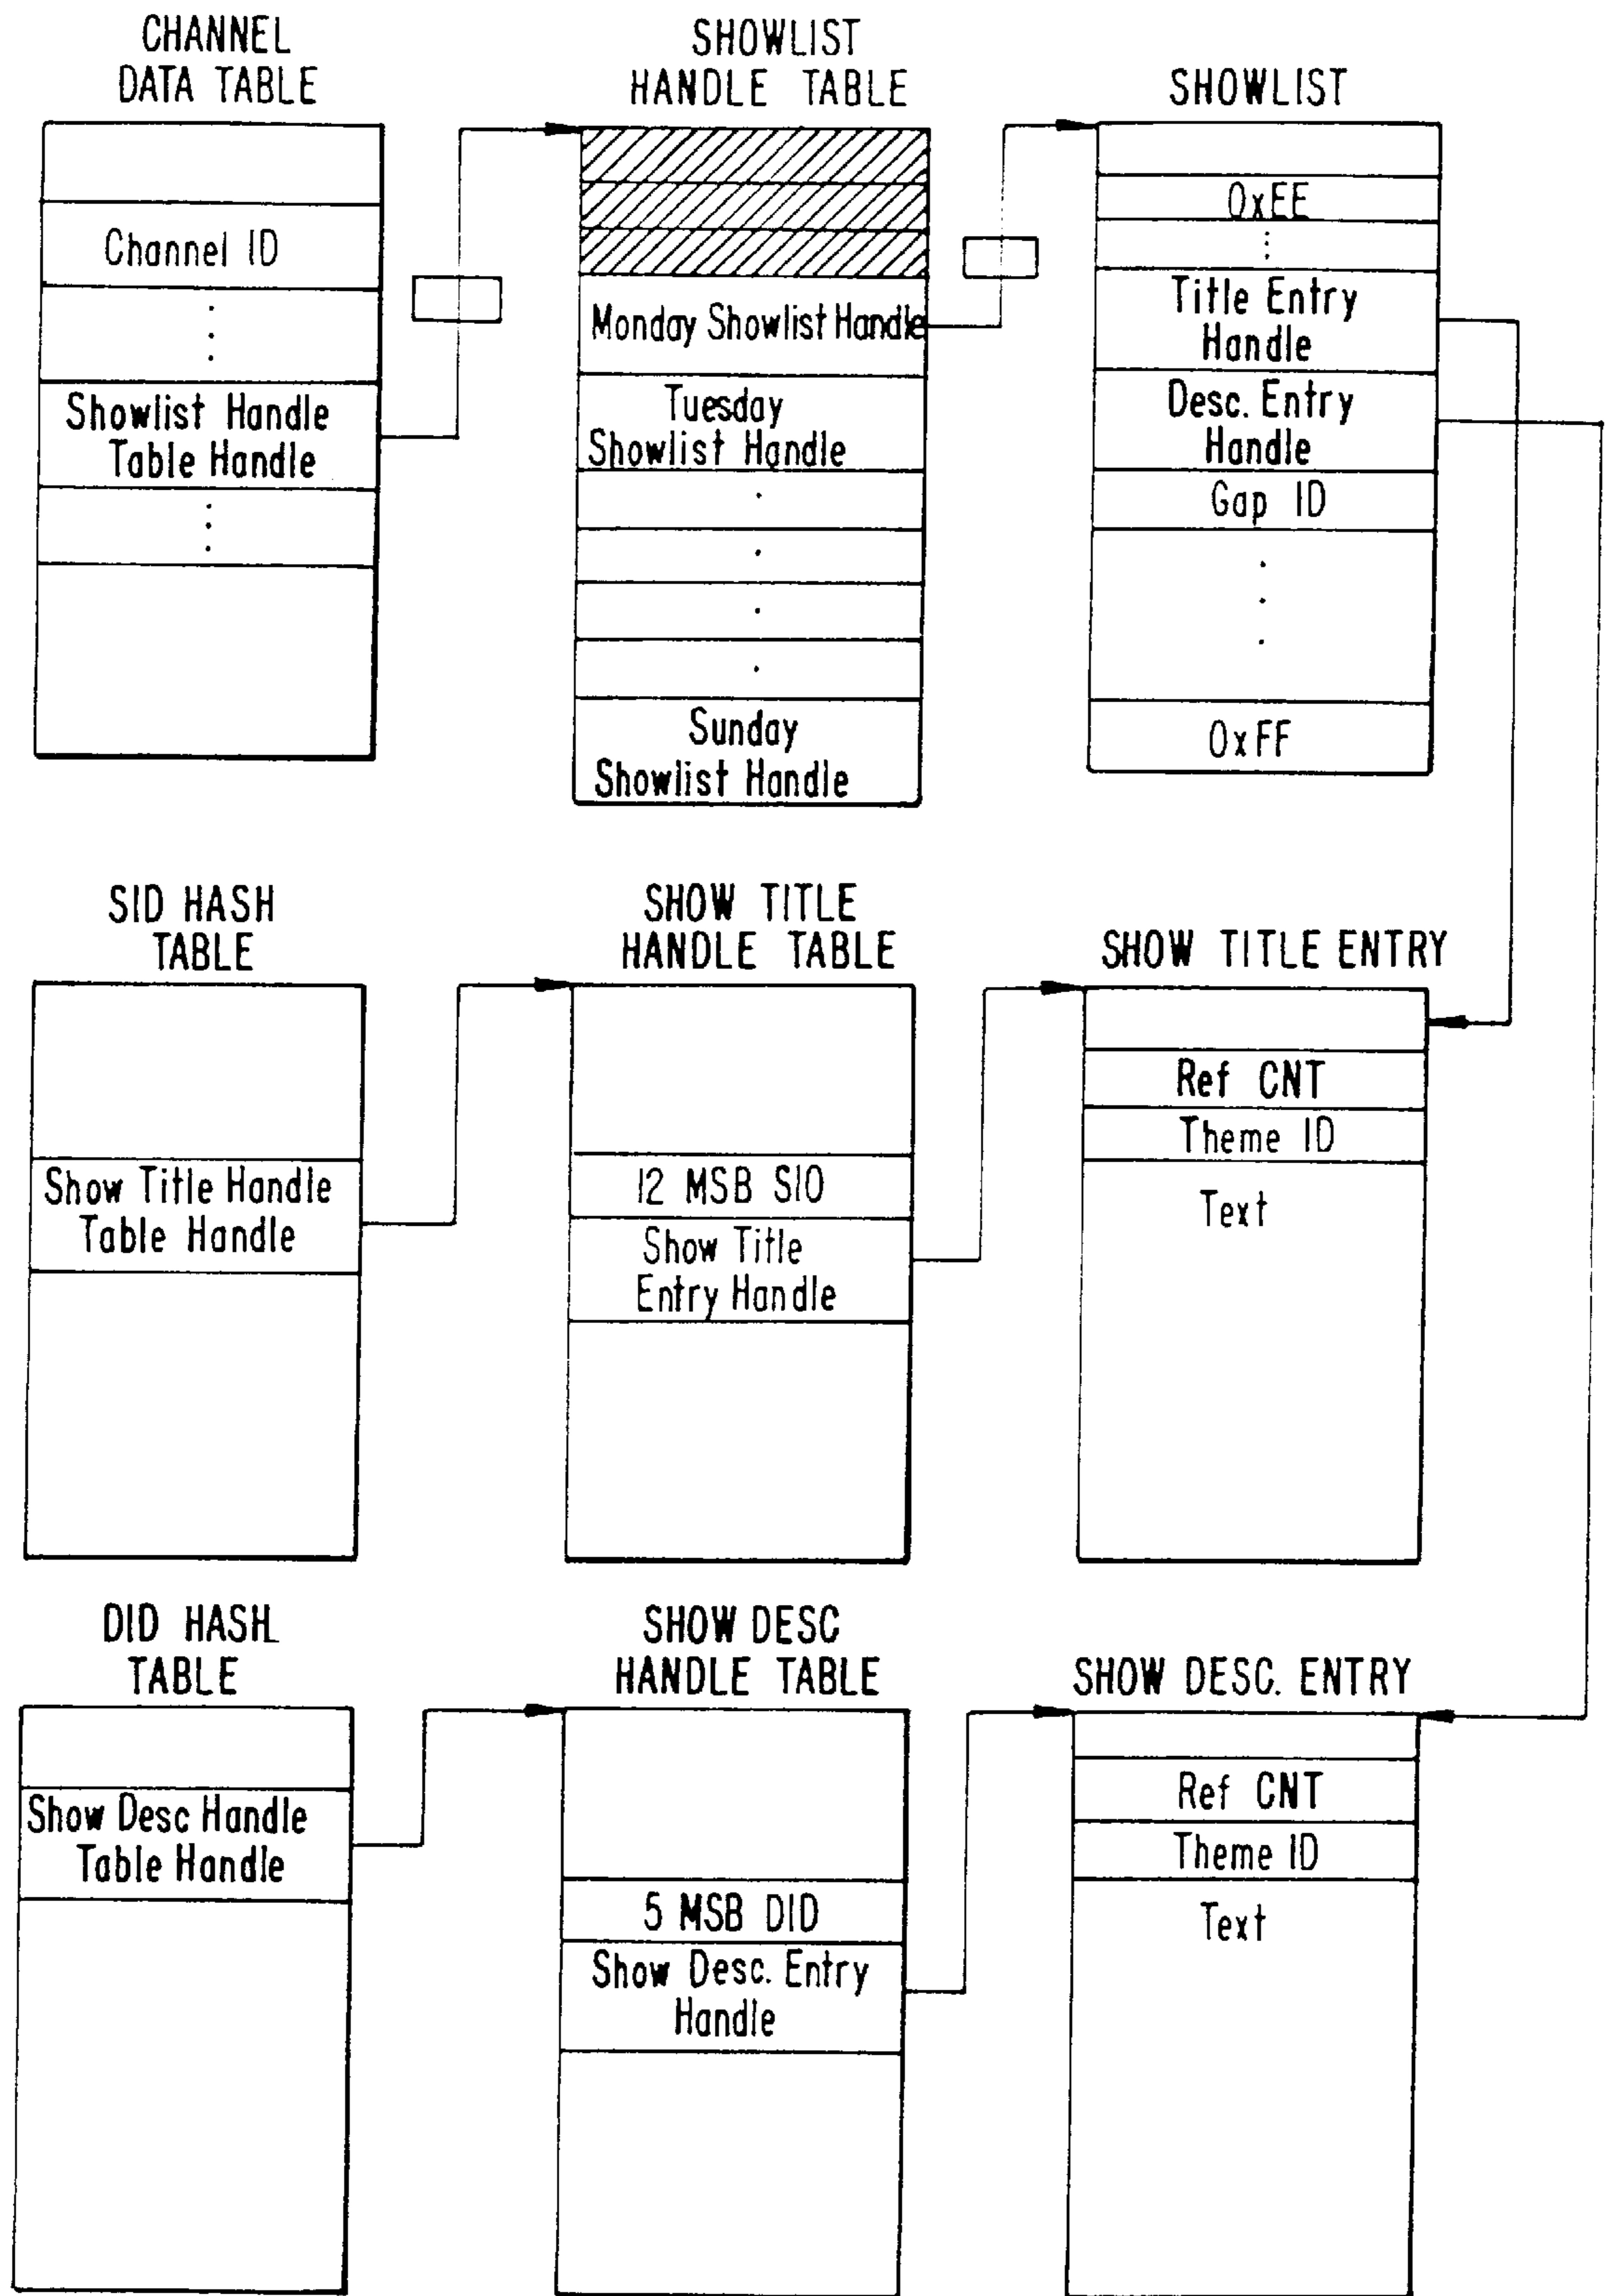 CHANNEL
DATA TABLE
Channel ID
Showlist Handle
Table Handle
SHOWLIST
HANDLE TABLE
Monday Showlist Handle
Tuesday
Showlist Handle
Sunday
Showlist Handle
SHOWLIST
0xEE
Title Entry
Handle
Desc. Entry
Handle
Gap ID
0xFF
SID HASH
TABLE
Show Title Handle
Table Handle
SHOW TITLE
HANDLE TABLE
12 MSB SIO
Show Title
Entry Handle
SHOW TITLE ENTRY
Ref CNT
Theme ID
Text
DID HASH
TABLE
Show Desc Handle
Table Handle
SHOW DESC
HANDLE TABLE
5 MSB DID
Show Desc. Entry
Handle
SHOW DESC. ENTRY
Ref CNT
Theme ID
Text